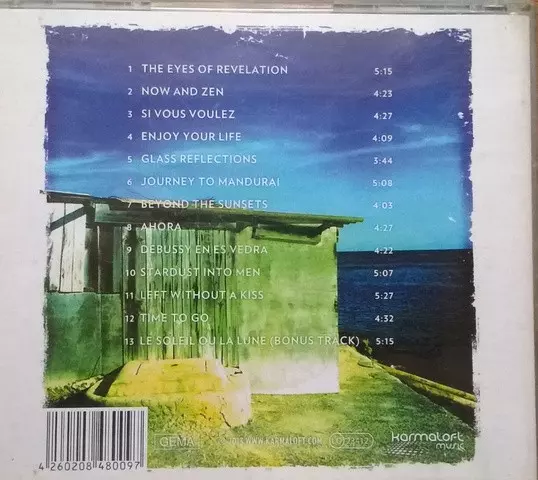 1 THE EYES OF REVELATION 5:15
2 NOW AND ZEN 4:23
3 SI VOUS VOULEZ 4:27
4 ENJOY YOUR LIFE 4:09
5 GLASS REFLECTIONS 3:44
6 JOURNEY TO MANDURAI 5:08
7 BEYOND THE SUNSETS 4:03
8 AHORA 4:27
9 DEBUSSY EN ES VEDRA 4:22
10 STARDUST INTO MEN 5:07
11 LEFT WITHOUT A KISS 5:27
12 TIME TO GO 4:32
13 LE SOLEIL OU LA LUNE (BONUS TRACK) 5:15
GEMA
WWW.KARMALOFT.COM
karmaloft
music
4 260208 480097